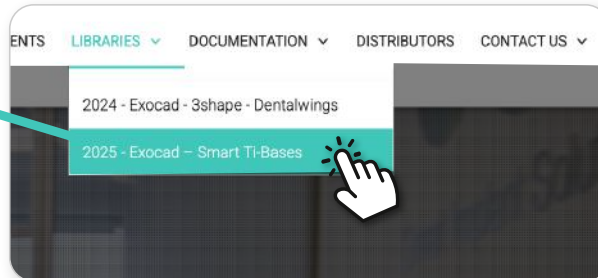 ENTS LIBRARIES DOCUMENTATION DISTRIBUTORS CONTACT US
2024 - Exocad - 3shape - Dentalwings
2025 - Exocad – Smart Ti-Bases